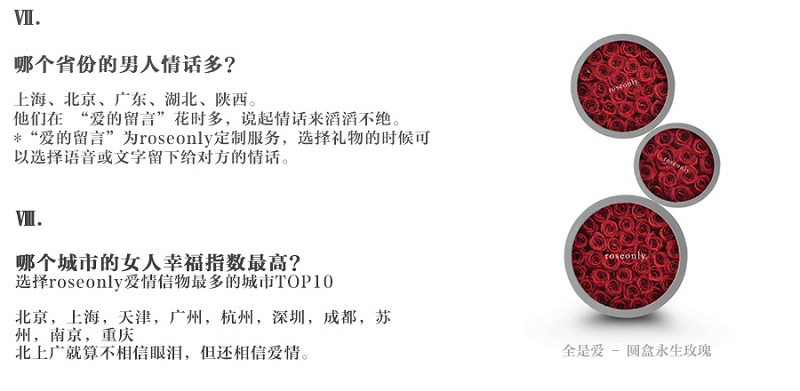 Ⅶ.
哪个省份的男人情话多？
上海、北京、广东、湖北、陕西。
他们在 “爱的留言”花时多，说起情话来滔滔不绝。
*“爱的留言”为roseonly定制服务，选择礼物的时候可
以选择语音或文字留下给对方的情话。
Ⅷ.
哪个城市的女人幸福指数最高？
选择roseonly爱情信物最多的城市TOP10
北京，上海，天津，广州，杭州，深圳，成都，苏
州，南京，重庆
北上广就算不相信眼泪，但还相信爱情。
roseonly.
roseonly.
roseonly.
全是爱 - 圆盒永生玫瑰